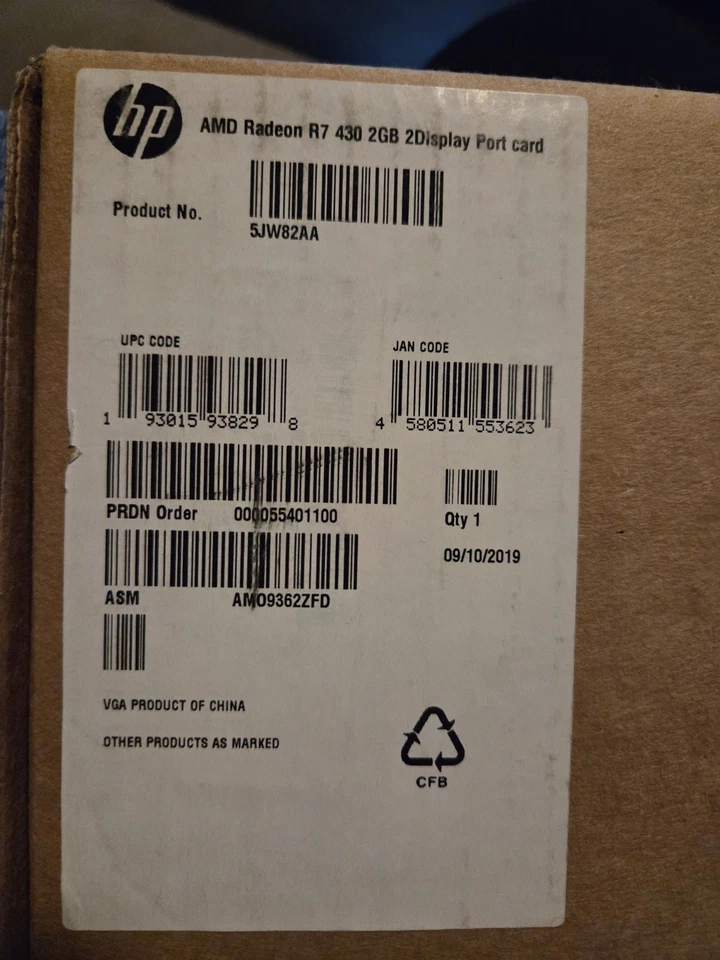 hp
AMD Radeon R7 430 2GB 2Display Port card
Product No.
5JW82AA
UPC CODE
JAN CODE
1 93015 93829 8
4 580511 553623
PRDN Order 000055401100
Qty 1
09/10/2019
ASM AMO9362ZFD
VGA PRODUCT OF CHINA
OTHER PRODUCTS AS MARKED
CFB